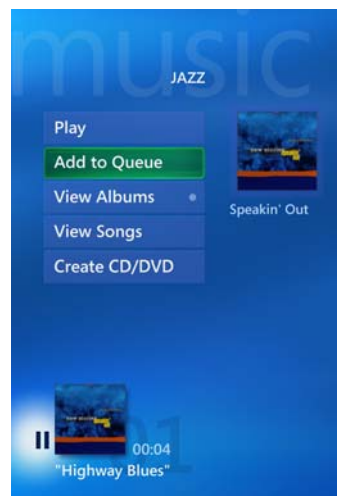 music
JAZZ
Play
Add to Queue
View Albums
View Songs
Create CD/DVD
Speakin' Out
01
00:04
"Highway Blues"